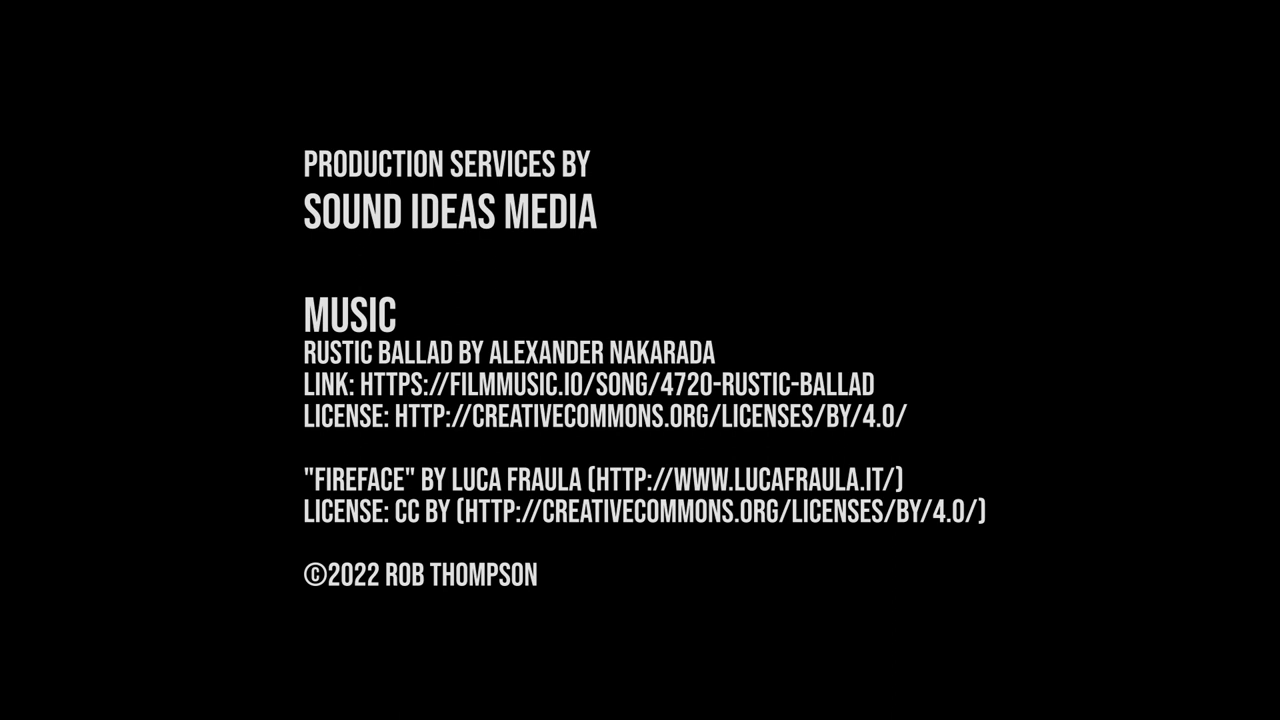 PRODUCTION SERVICES BY
SOUND IDEAS MEDIA
MUSIC
RUSTIC BALLAD BY ALEXANDER NAKARADA
LINK: HTTPS://FILMMUSIC.IO/SONG/4720-RUSTIC-BALLAD
LICENSE: HTTP://CREATIVECOMMONS.ORG/LICENSES/BY/4.0/
"FIREFACE" BY LUCA FRAULA (HTTP://WWW.LUCAFRAULA.IT/)
LICENSE: CC BY (HTTP://CREATIVECOMMONS.ORG/LICENSES/BY/4.0/)
©2022 ROB THOMPSON